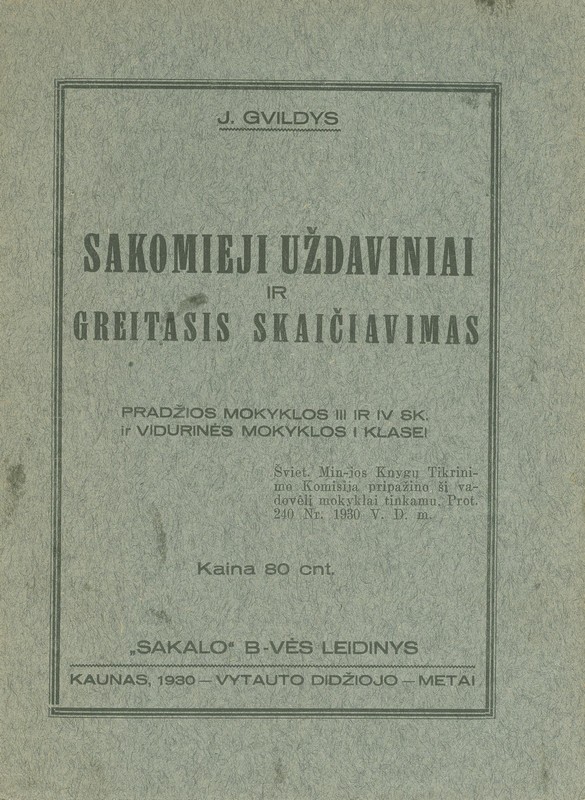 J. GVILDYS
SAKOMIEJI UŽDAVINIAI
IR
GREITASIS SKAIČIAVIMAS
PRADŽIOS MOKYKLOS III IR IV SK.
ir VIDURINĖS MOKYKLOS I KLASEI
Šviet. Min-jos Knygų Tikrini-
mo Komisija pripažino šį va-
dovėlį mokyklai tinkamu. Prot.
240 Nr. 1930 V. D. m.
Kaina 80 cnt.
„SAKALO“ B-VĖS LEIDINYS
KAUNAS, 1930 — VYTAUTO DIDŽIOJO — METAI